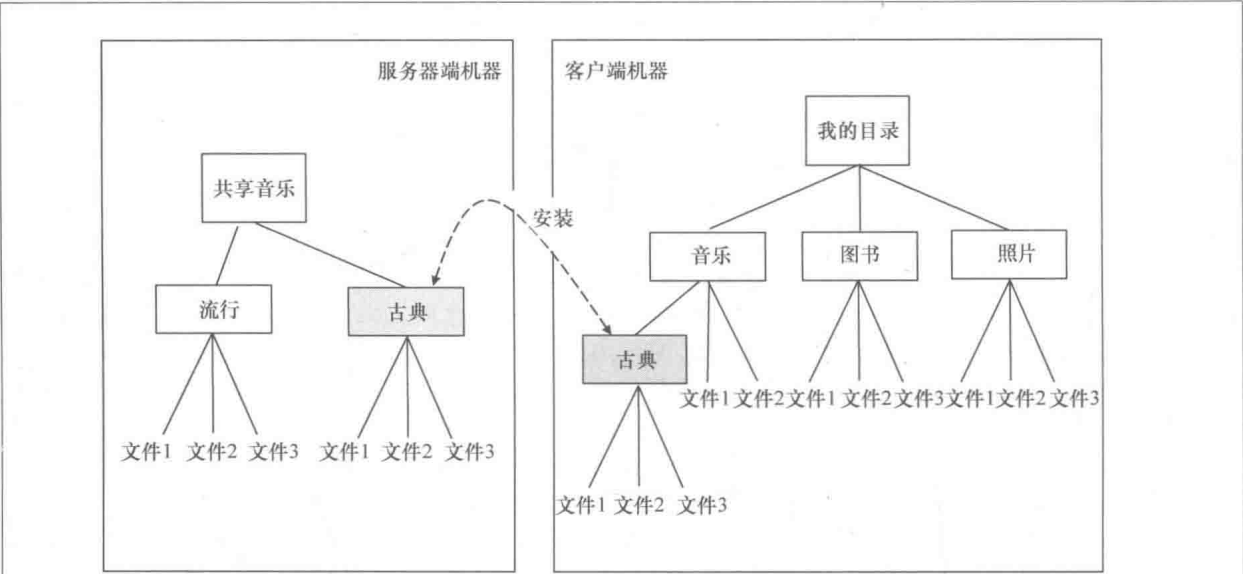 服务器端机器
客户端机器
我的目录
共享音乐
安装
音乐
图书
照片
流行
古典
古典
文件1 文件2 文件3 文件1 文件2 文件3 文件1 文件2
文件1 文件2 文件3 文件1 文件2 文件3
文件1 文件2 文件3